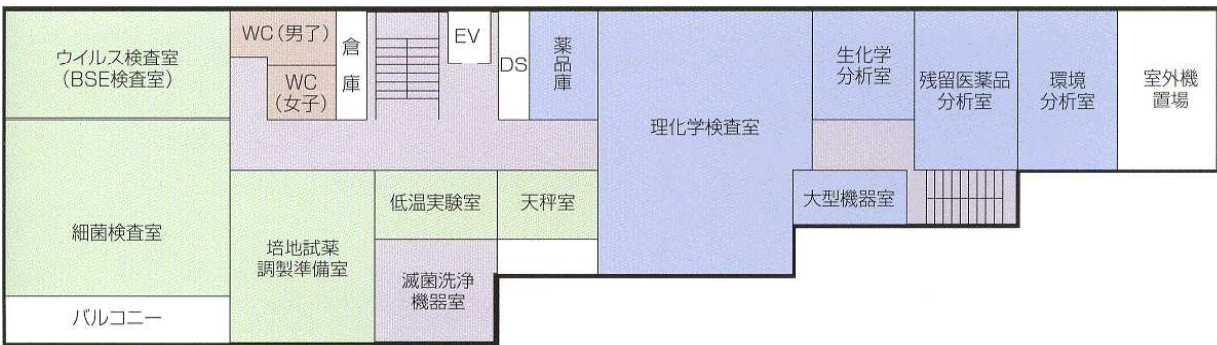 ウイルス検査室
(BSE検査室)
WC(男了)
WC
(女子)
倉
庫
EV
DS
薬
品
庫
理化学検査室
生化学
分析室
残留医薬品
分析室
環境
分析室
室外機
置場
細菌検査室
バルコニー
培地試薬
調製準備室
低温実験室
天秤室
滅菌洗浄
機器室
大型機器室